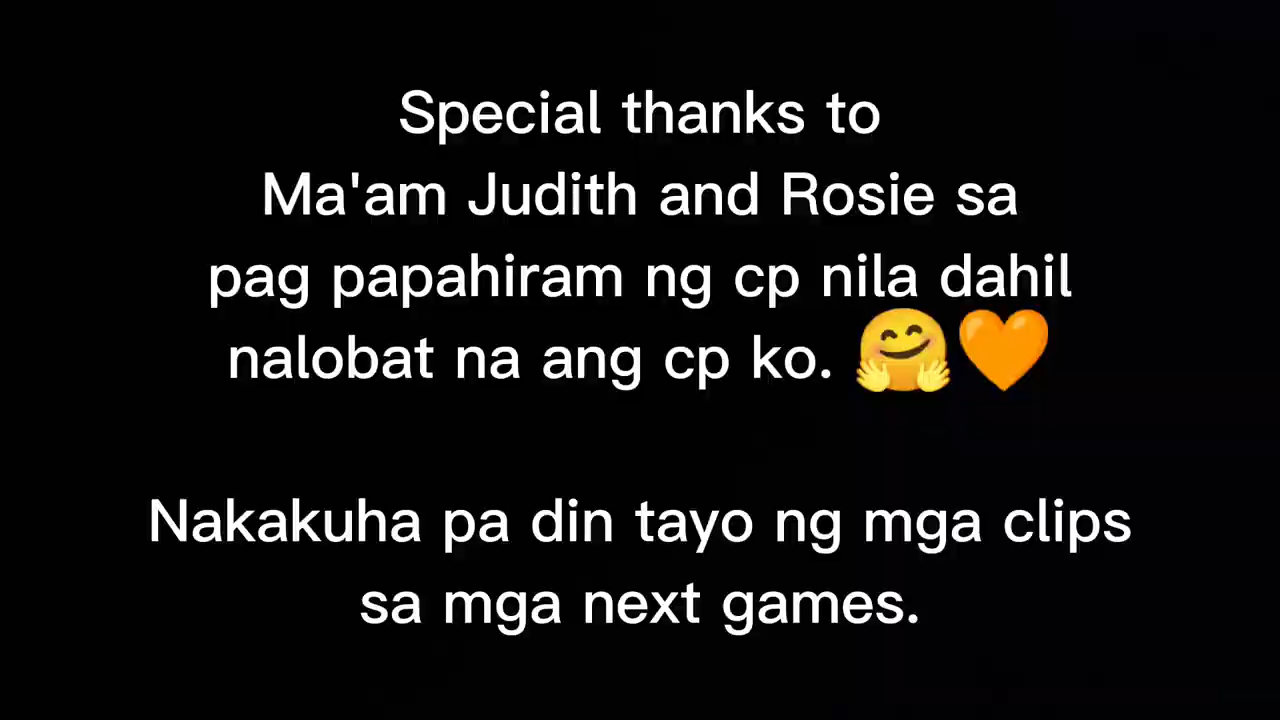 Special thanks to
Ma'am Judith and Rosie sa
pag papahiram ng cp nila dahil
nalobat na ang cp ko. 🤗🧡
Nakakuha pa din tayo ng mga clips
sa mga next games.